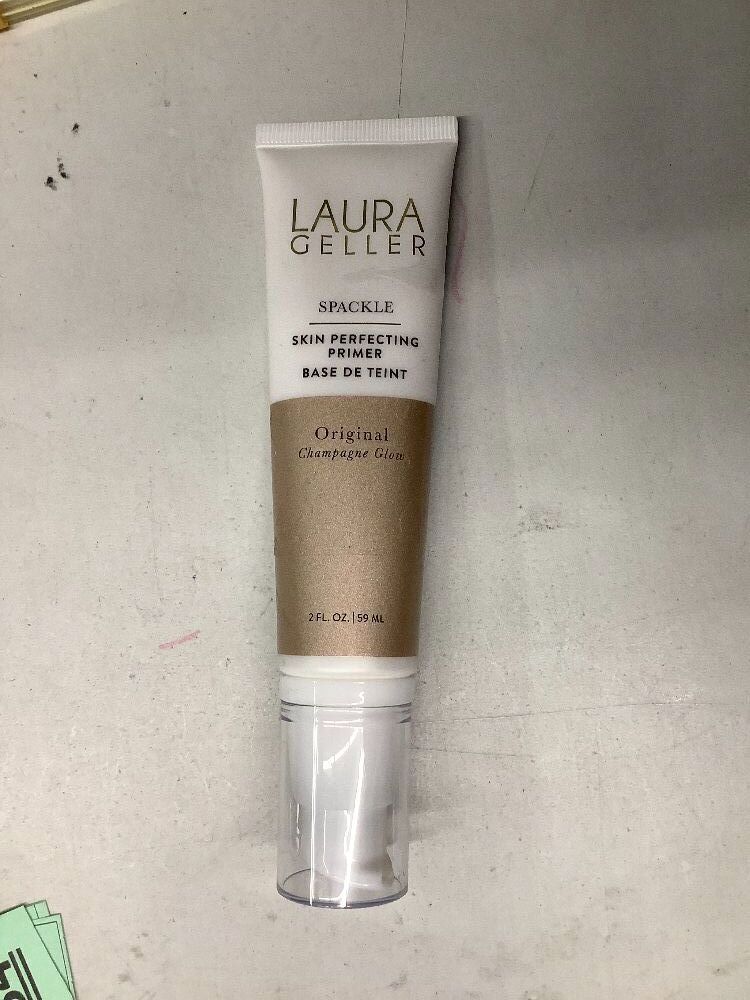 LAURA
GELLER
SPACKLE
SKIN PERFECTING
PRIMER
BASE DE TEINT
Original
Champagne Glow
2 FL. OZ. | 59 ML